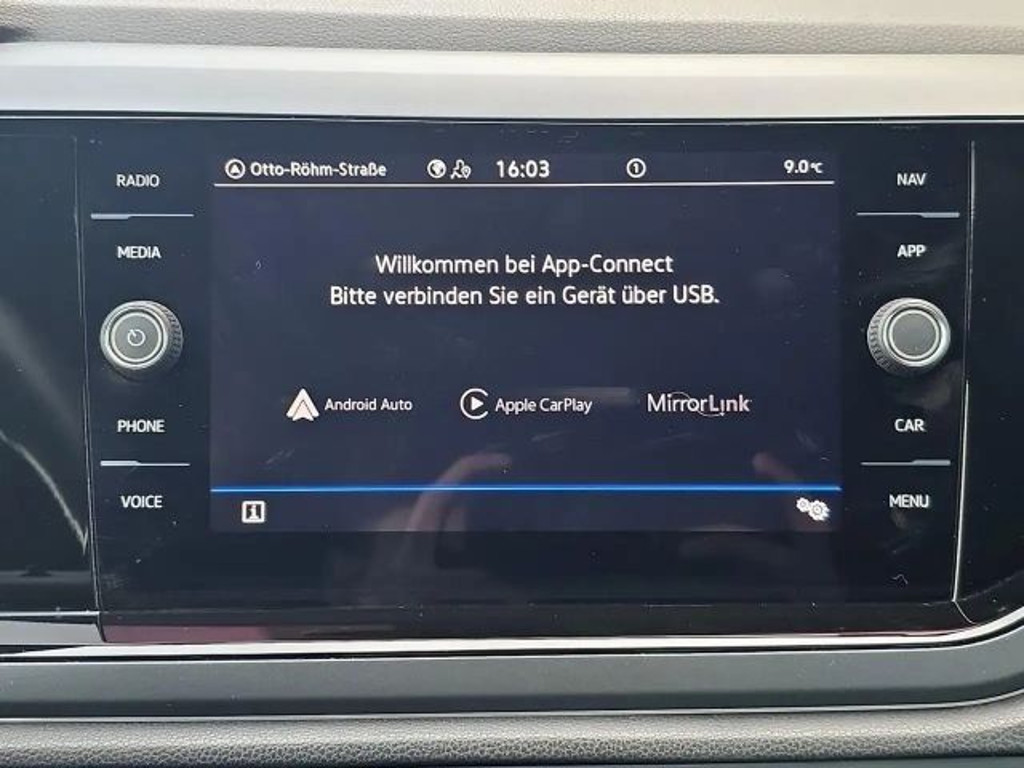 Otto-Röhm-Straße 16:03 1 9.0°C
RADIO
MEDIA
PHONE
VOICE
Willkommen bei App-Connect
Bitte verbinden Sie ein Gerät über USB.
Android Auto Apple CarPlay MirrorLink
i
NAV
APP
CAR
MENU